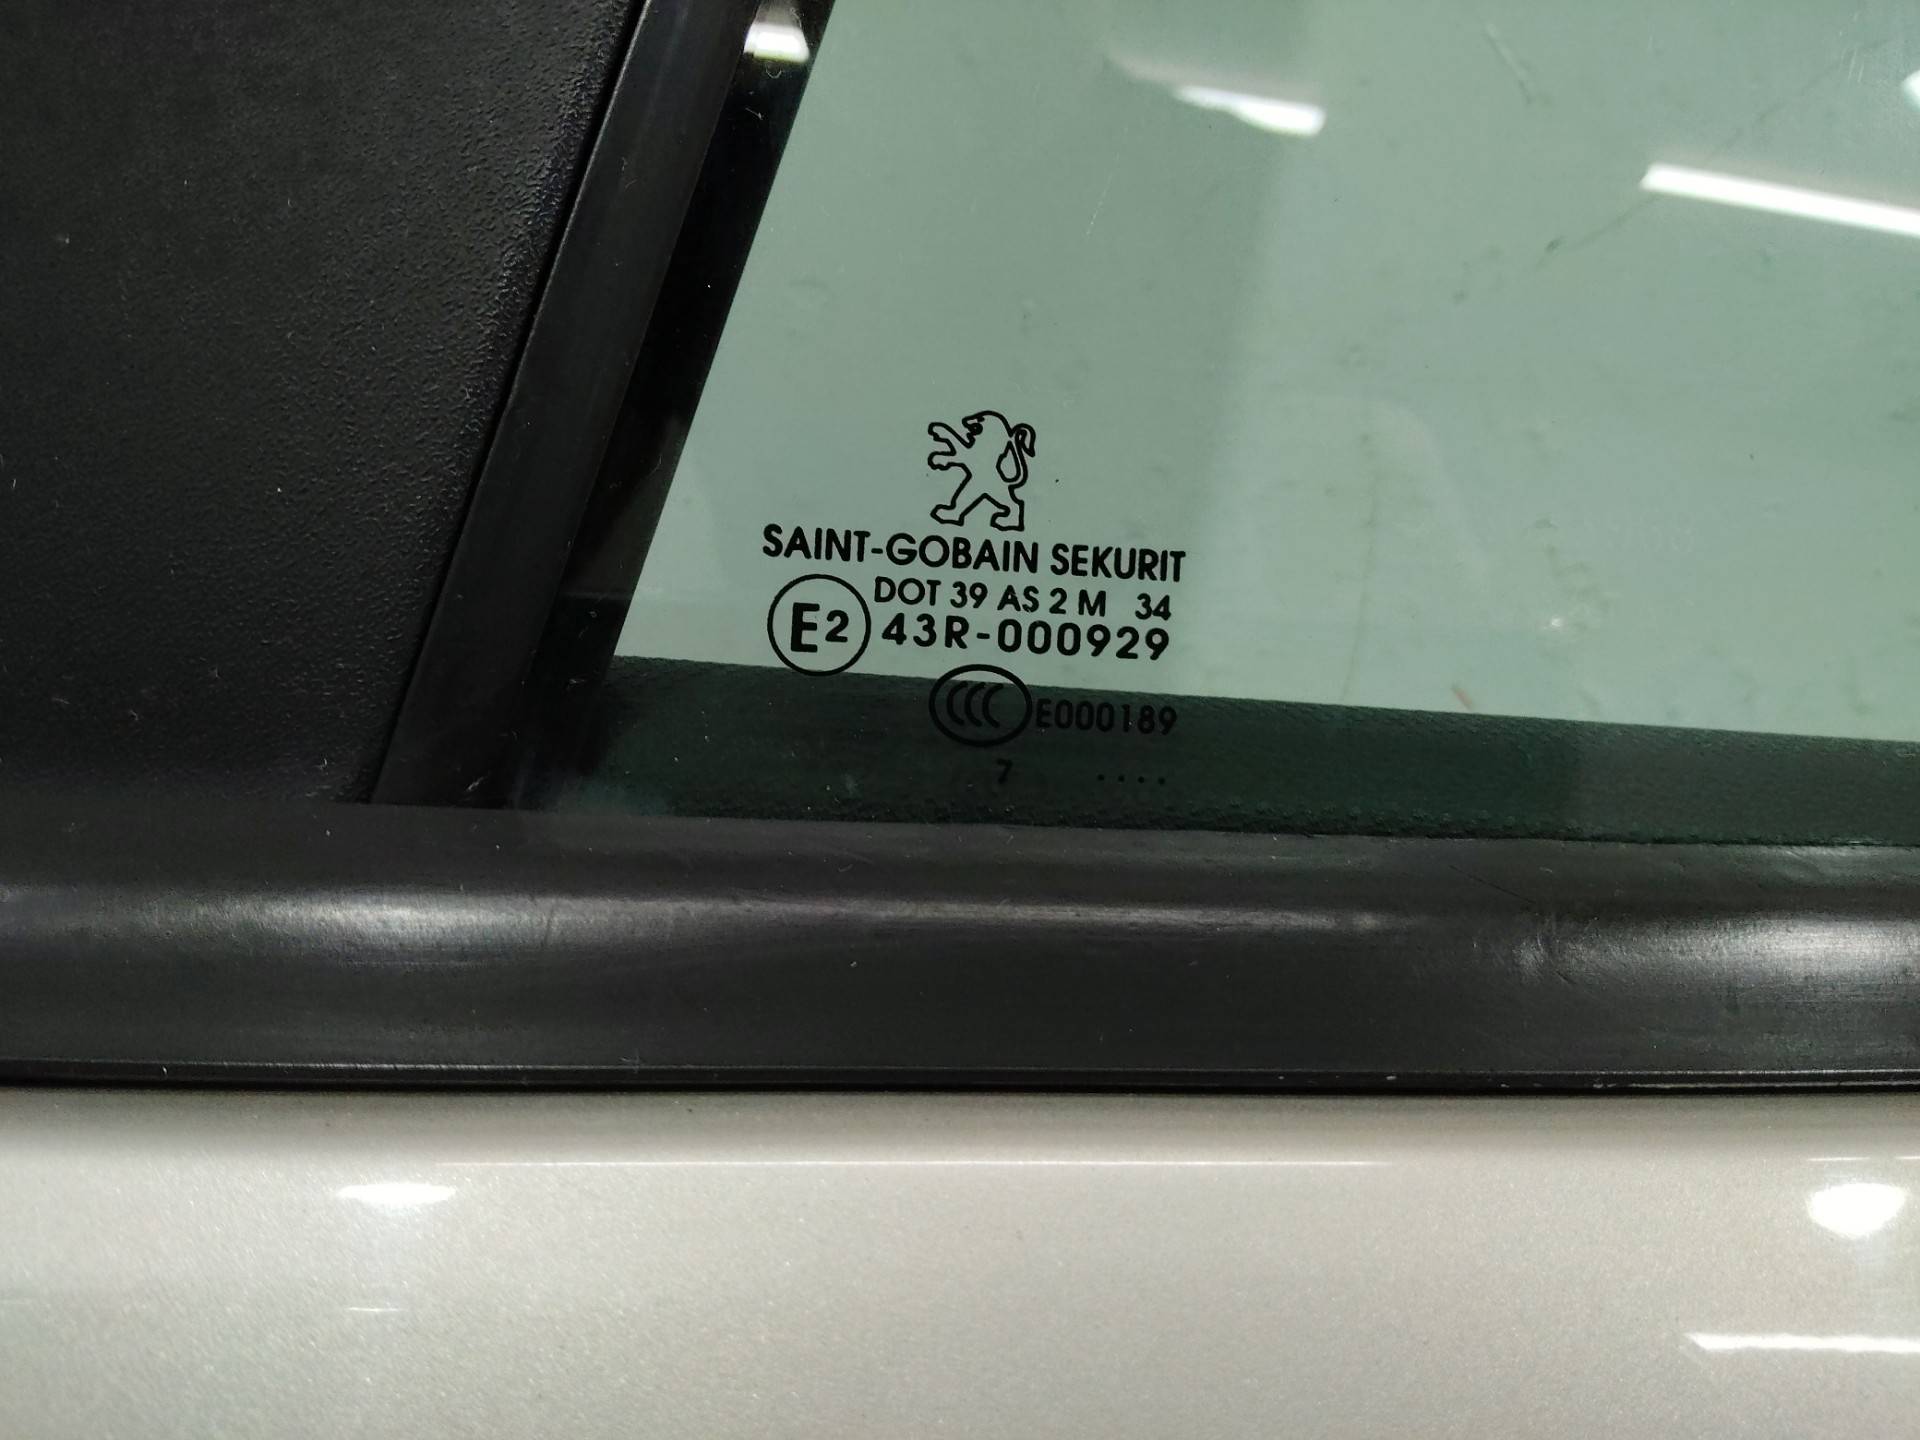 SAINT-GOBAIN SEKURIT
DOT 39 AS 2 M 34
E2 43R-000929
CCC E000189
7 ....